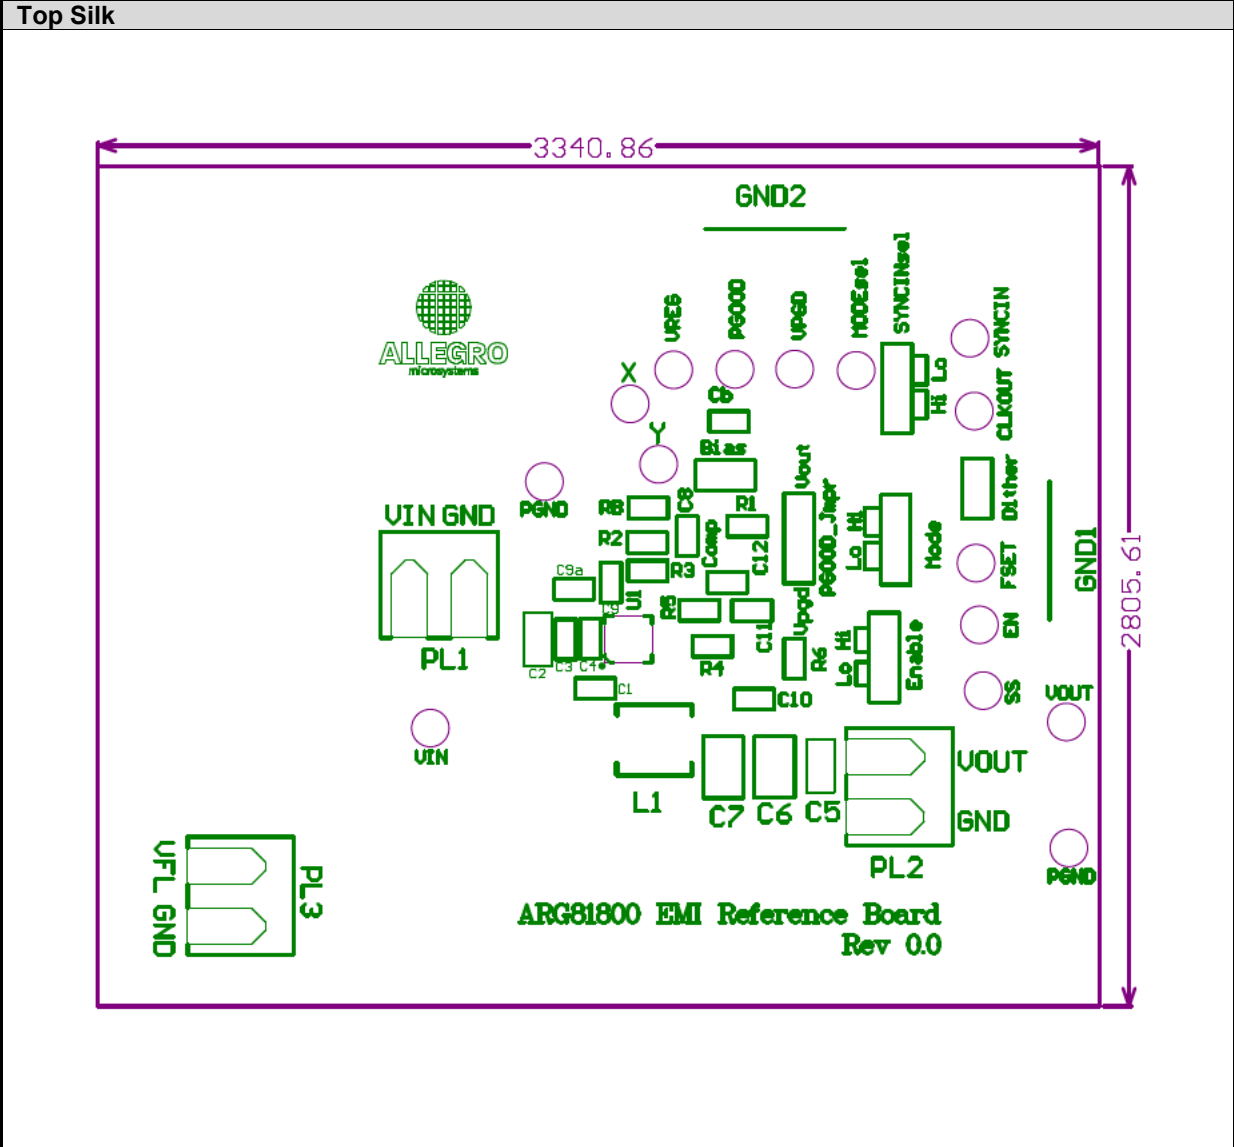 Top Silk
3340.86
GND2
SYNCINsel
MODEsel
VREG
PGOOD
VPGD
SYNCIN
ALLEGRO
microsystems
X
Hi Lo
CLKOUT
Cb
Y
Bias
Vout
Dither
PGND
R8
C8
R1
PGOOD_Jmpr
VIN GND
Comp
Lo Hi
Mode
R2
C12
GND1
2805.61
FSET
C9a
R3
U1
C9
R5
Vpgd
C11
EN
Lo Hi
Enable
PL1
C2
C3
C4
R4
R6
C1
C10
SS
VOUT
VIN
VOUT
L1
C7
C6
C5
GND
PL2
PGND
VFL GND
PL3
ARG81800 EMI Reference Board
Rev 0.0